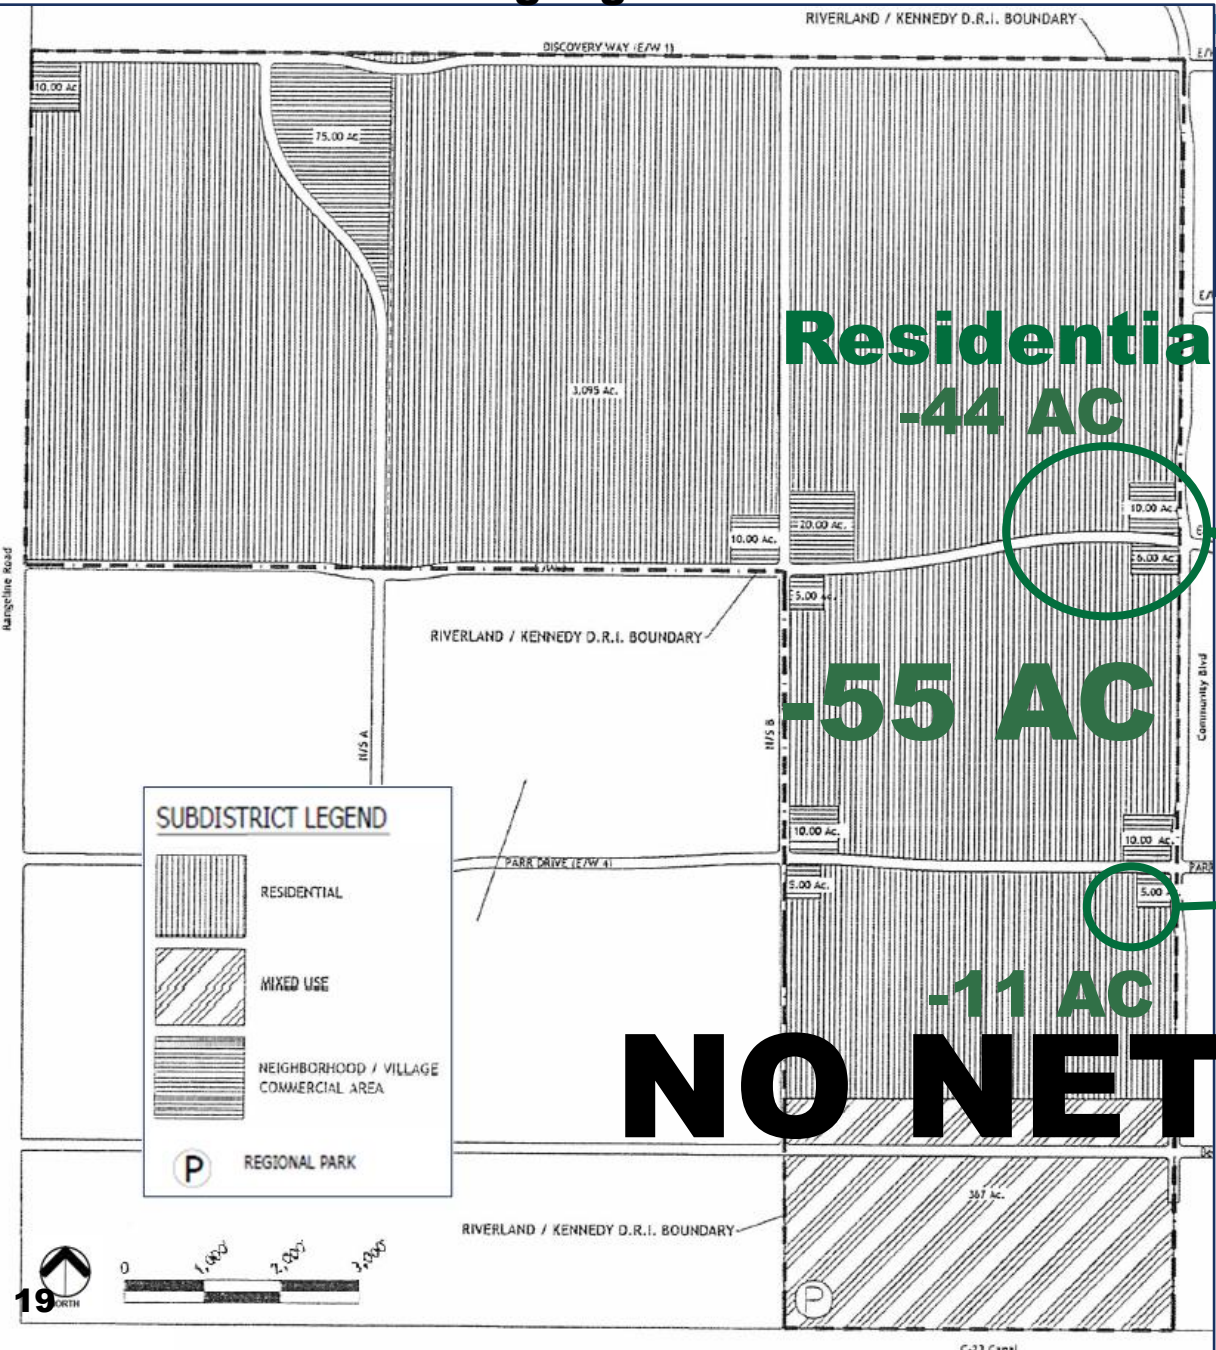 RIVERLAND / KENNEDY D.R.I. BOUNDARY
DISCOVERY WAY (E/W 1)
10.00 Ac.
75.00 Ac.
Residentia
3,095 Ac.
-44 AC
10.00 Ac.
20.00 Ac.
10.00 Ac.
6.00 Ac.
5.00 Ac.
Rangeline Road
RIVERLAND / KENNEDY D.R.I. BOUNDARY
-55 AC
Community Blvd
N/S A
N/S B
SUBDISTRICT LEGEND
RESIDENTIAL
MIXED USE
NEIGHBORHOOD / VILLAGE
COMMERCIAL AREA
P
REGIONAL PARK
10.00 Ac.
10.00 Ac.
PARR DRIVE (E/W 4)
PARR
5.00 Ac.
5.00
-11 AC
NO NET
367 Ac.
RIVERLAND / KENNEDY D.R.I. BOUNDARY
0 1,000' 2,000' 3,000'
P
19
NORTH
C-23 Canal